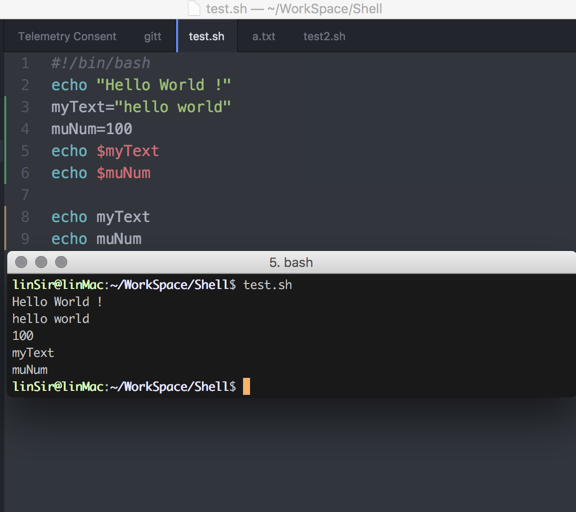 test.sh — ~/WorkSpace/Shell
Telemetry Consent gitt test.sh a.txt test2.sh
1 #!/bin/bash
2 echo "Hello World !"
3 myText="hello world"
4 muNum=100
5 echo $myText
6 echo $muNum
7
8 echo myText
9 echo muNum
5. bash
linSir@linMac:~/WorkSpace/Shell$ test.sh
Hello World !
hello world
100
myText
muNum
linSir@linMac:~/WorkSpace/Shell$